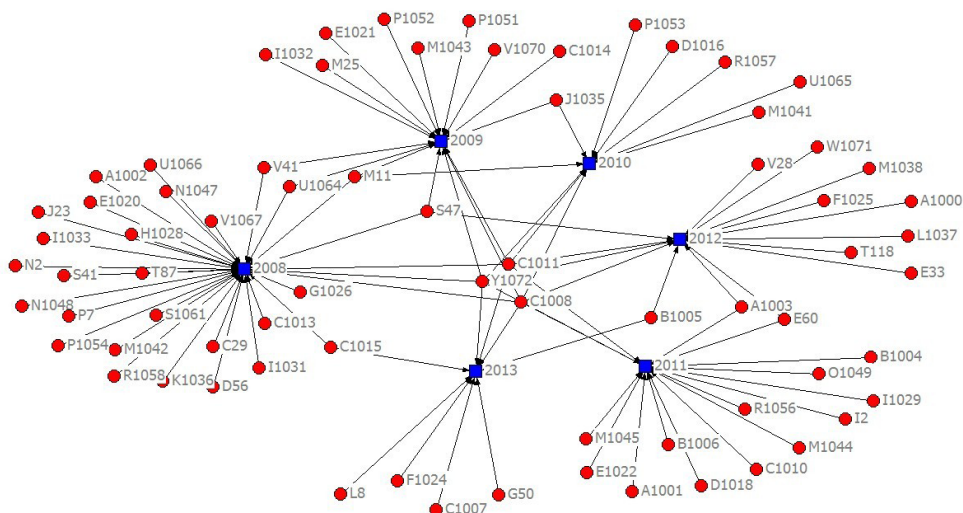 P1052
P1051
P1053
E1021
M1043
V1070
C1014
D1016
I1032
M25
R1057
U1065
J1035
M1041
2009
W1071
2010
V28
M1038
U1066
V41
M11
A1002
U1064
N1047
E1020
F1025
A1000
J23
S47
V1067
H1028
I1033
L1037
2012
T118
N2
S41
T87
2008
C1011
E33
Y1072
G1026
C1008
N1048
A1003
P7
S1061
B1005
E60
C1013
P1054
M1042
C29
C1015
B1004
I1031
2013
2011
O1049
R1058
K1036
D56
I1029
R1056
I2
M1045
B1006
M1044
E1022
C1010
F1024
L8
G50
A1001
D1018
C1007